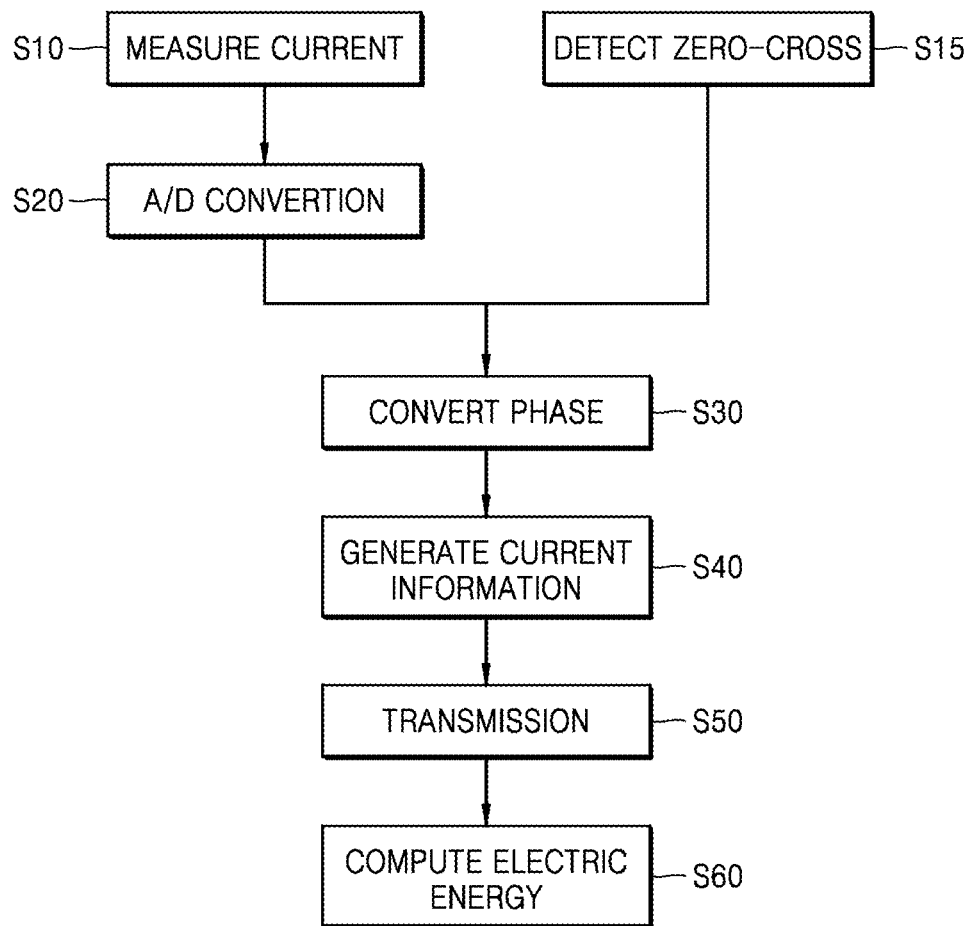 S10
MEASURE CURRENT
DETECT ZERO-CROSS
S15
S20
A/D CONVERTION
CONVERT PHASE
S30
GENERATE CURRENT
INFORMATION
S40
TRANSMISSION
S50
COMPUTE ELECTRIC
ENERGY
S60